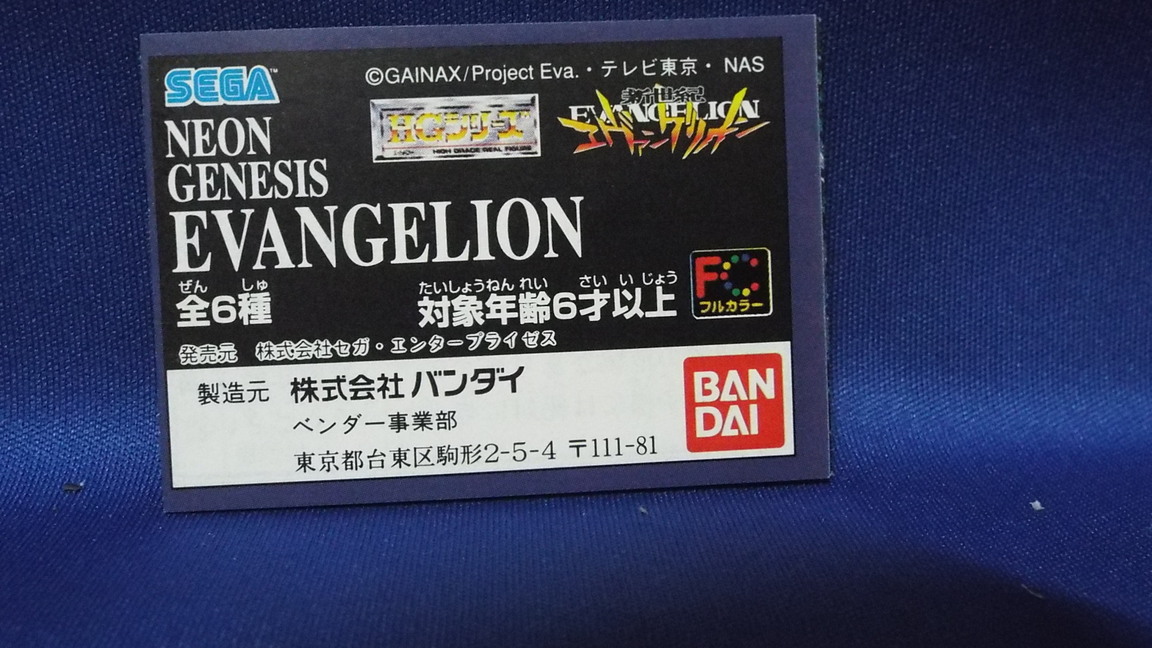 SEGA™
©GAINAX/Project Eva.・テレビ東京・ NAS
HGシリーズ
HIGH GRADE REAL FIGURE
新世紀
EVANGELION
エヴァンゲリオン
NEON
GENESIS
EVANGELION
ぜん しゅ
全6種
たいしょうねんれい さい い じょう
対象年齢6才以上
FC
フルカラー
発売元 株式会社セガ・エンタープライゼス
製造元 株式会社 バンダイ
ベンダー事業部
東京都台東区駒形2-5-4 〒111-81
BAN
DAI